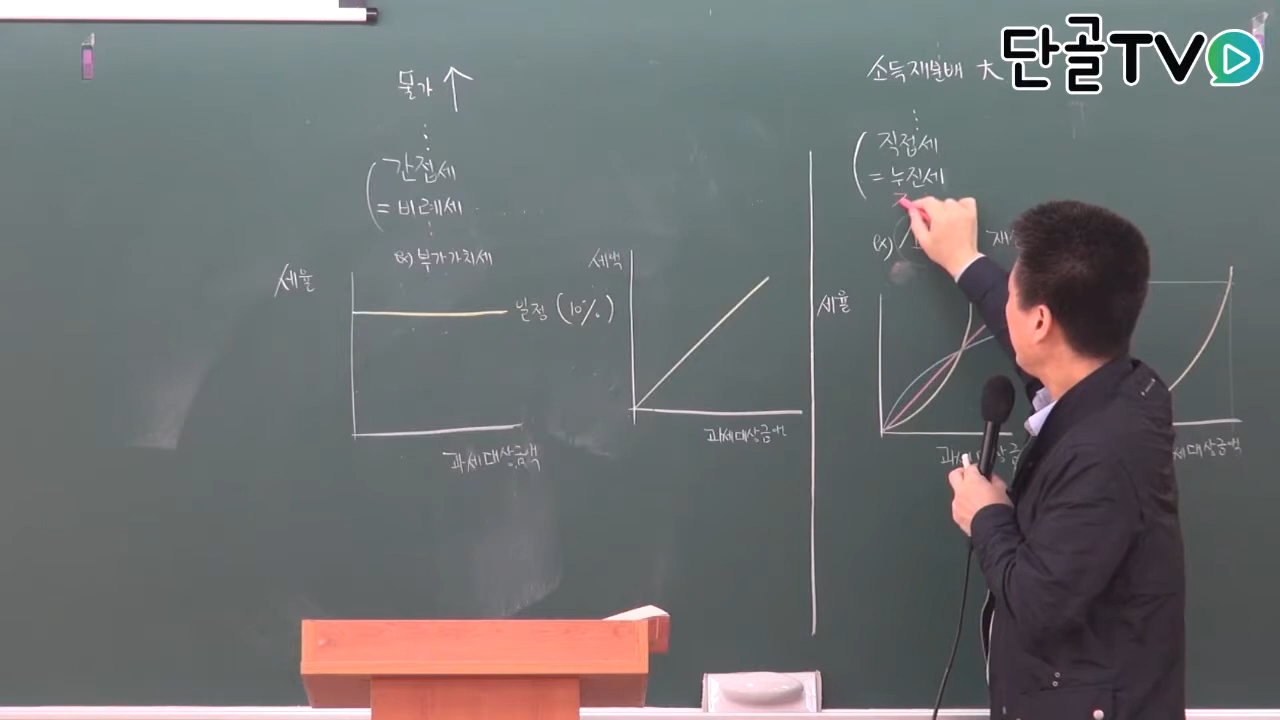 단골TV
물가 ↑
간접세
= 비례세
ex) 부가가치세
세율
일정 (10%)
과세대상금액
세액
과세대상금액
소득재분배 大
직접세
= 누진세
ex)
세율
세대상금액